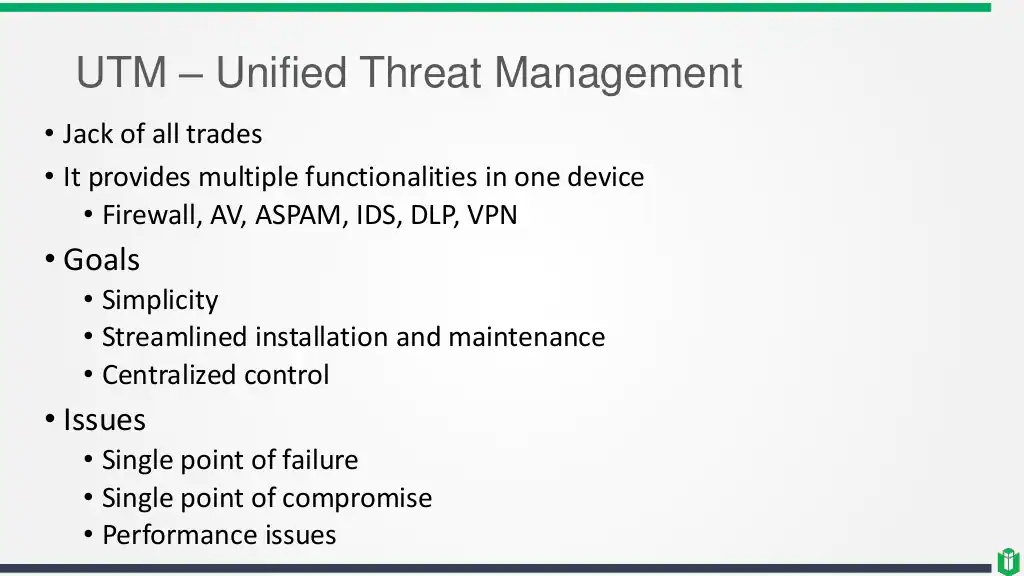 UTM – Unified Threat Management
• Jack of all trades
• It provides multiple functionalities in one device
• Firewall, AV, ASPAM, IDS, DLP, VPN
• Goals
• Simplicity
• Streamlined installation and maintenance
• Centralized control
• Issues
• Single point of failure
• Single point of compromise
• Performance issues